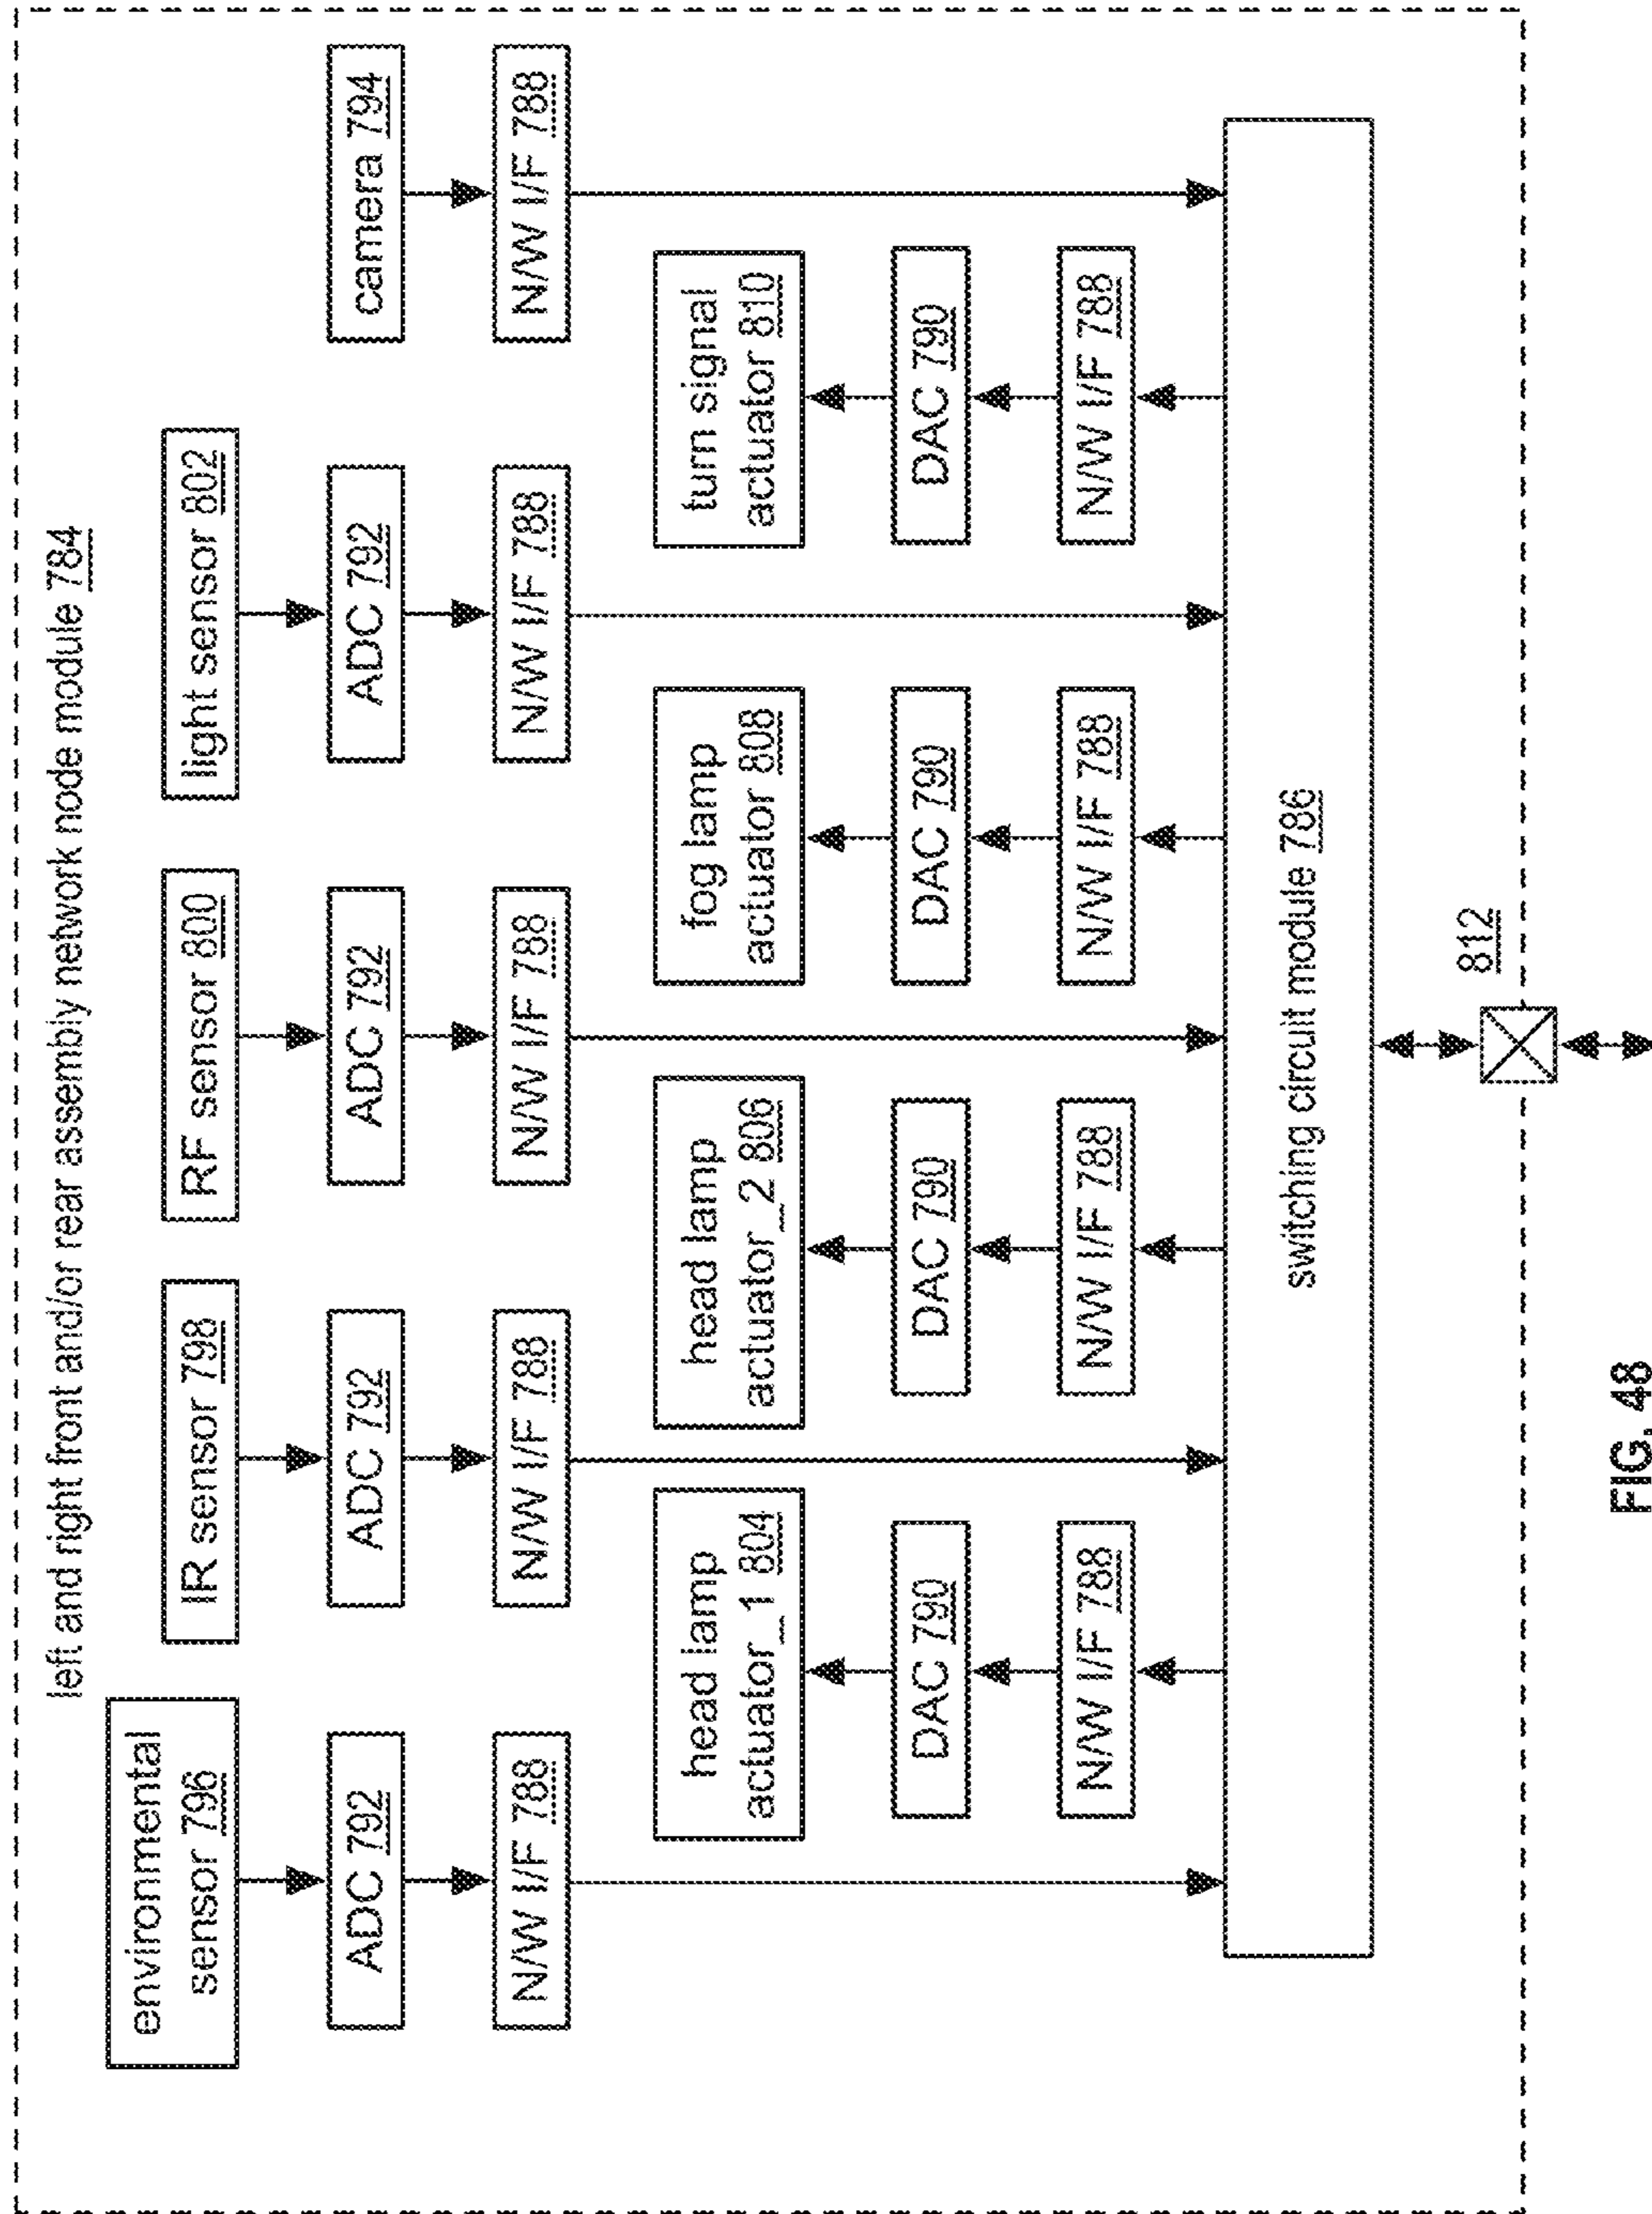 left and right front and/or rear assembly network node module 784
environmental
sensor 796
IR sensor 798
RF sensor 800
light sensor 802
ADC 792
ADC 792
ADC 792
ADC 792
camera 794
N/W I/F 788
N/W I/F 788
N/W I/F 788
N/W I/F 788
N/W I/F 788
head lamp
actuator_1 804
head lamp
actuator_2 806
fog lamp
actuator 808
turn signal
actuator 810
DAC 790
DAC 790
DAC 790
DAC 790
N/W I/F 788
N/W I/F 788
N/W I/F 788
N/W I/F 788
switching circuit module 786
812
FIG. 48